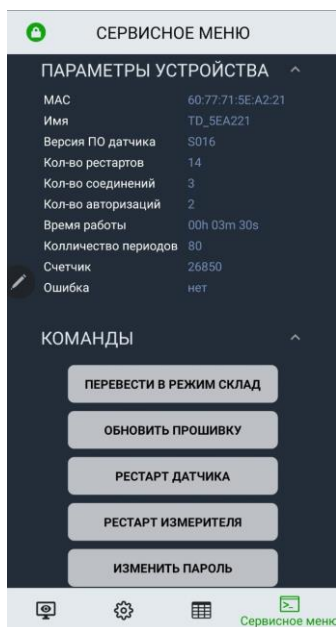 СЕРВИСНОЕ МЕНЮ
ПАРАМЕТРЫ УСТРОЙСТВА
MAC 60:77:71:5E:A2:21
Имя TD_5EA221
Версия ПО датчика S016
Кол-во рестартов 14
Кол-во соединений 3
Кол-во авторизаций 2
Время работы 00h 03m 30s
Колличество периодов 80
Счетчик 26850
Ошибка нет
КОМАНДЫ
ПЕРЕВЕСТИ В РЕЖИМ СКЛАД
ОБНОВИТЬ ПРОШИВКУ
РЕСТАРТ ДАТЧИКА
РЕСТАРТ ИЗМЕРИТЕЛЯ
ИЗМЕНИТЬ ПАРОЛЬ
Сервисное меню